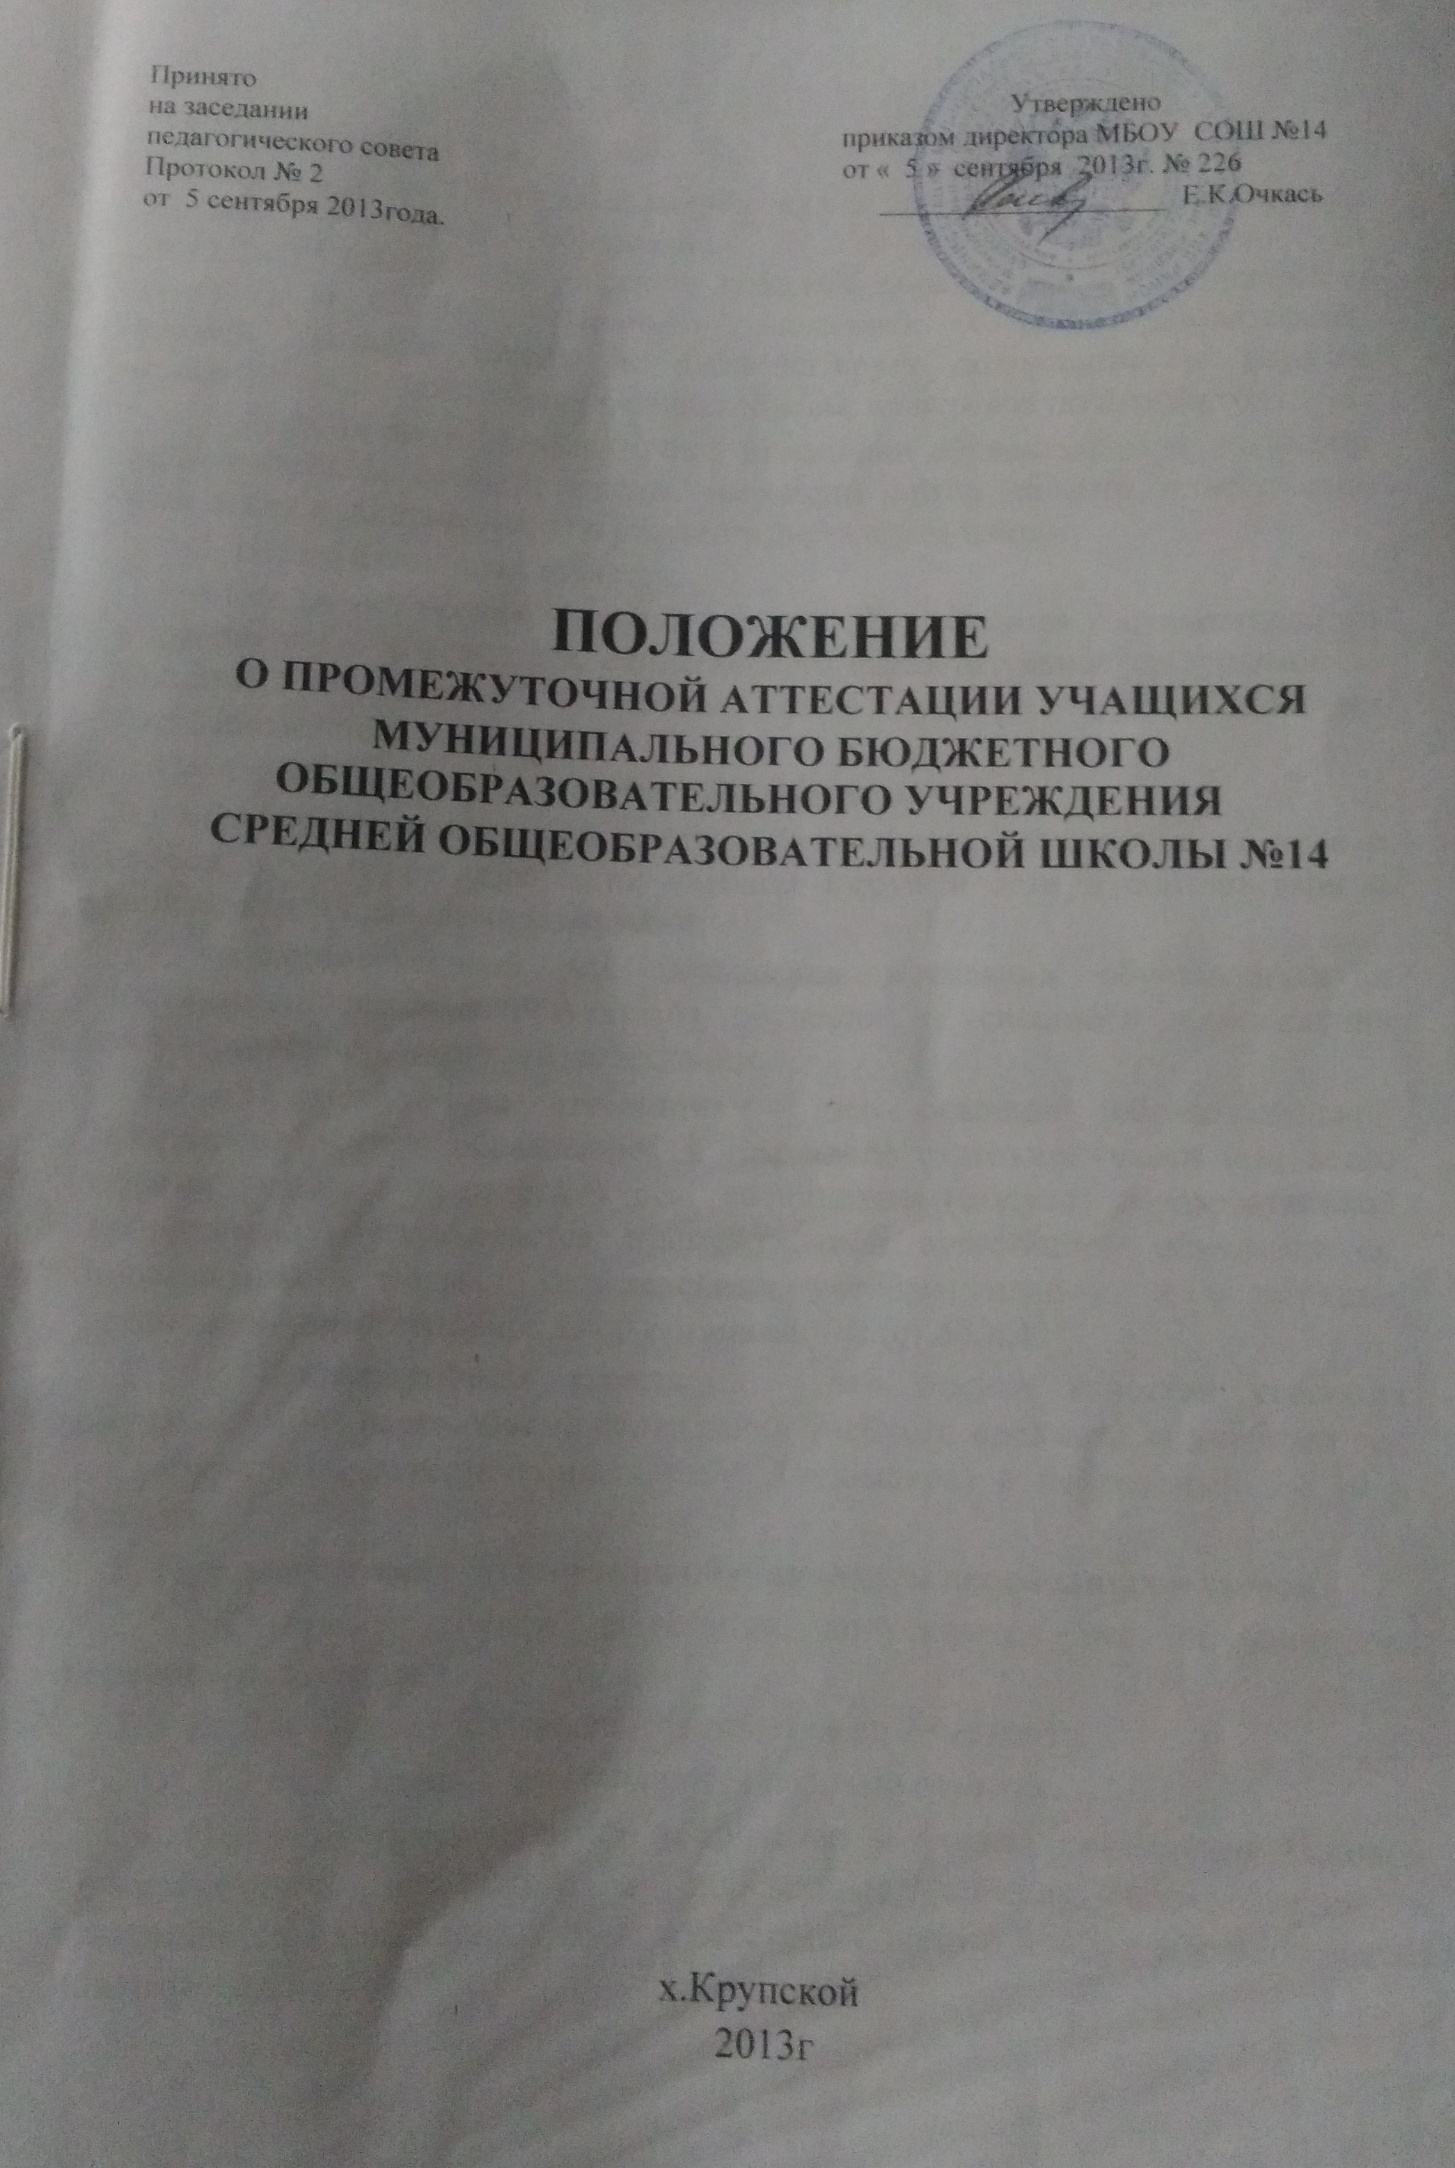 Принято
на заседании
педагогического совета
Протокол № 2
от 5 сентября 2013года.
Утверждено
приказом директора МБОУ СОШ №14
от « 5 » сентября 2013г. № 226
Е.К.Очкась
ПОЛОЖЕНИЕ
О ПРОМЕЖУТОЧНОЙ АТТЕСТАЦИИ УЧАЩИХСЯ
МУНИЦИПАЛЬНОГО БЮДЖЕТНОГО
ОБЩЕОБРАЗОВАТЕЛЬНОГО УЧРЕЖДЕНИЯ
СРЕДНЕЙ ОБЩЕОБРАЗОВАТЕЛЬНОЙ ШКОЛЫ №14
х.Крупской
2013г